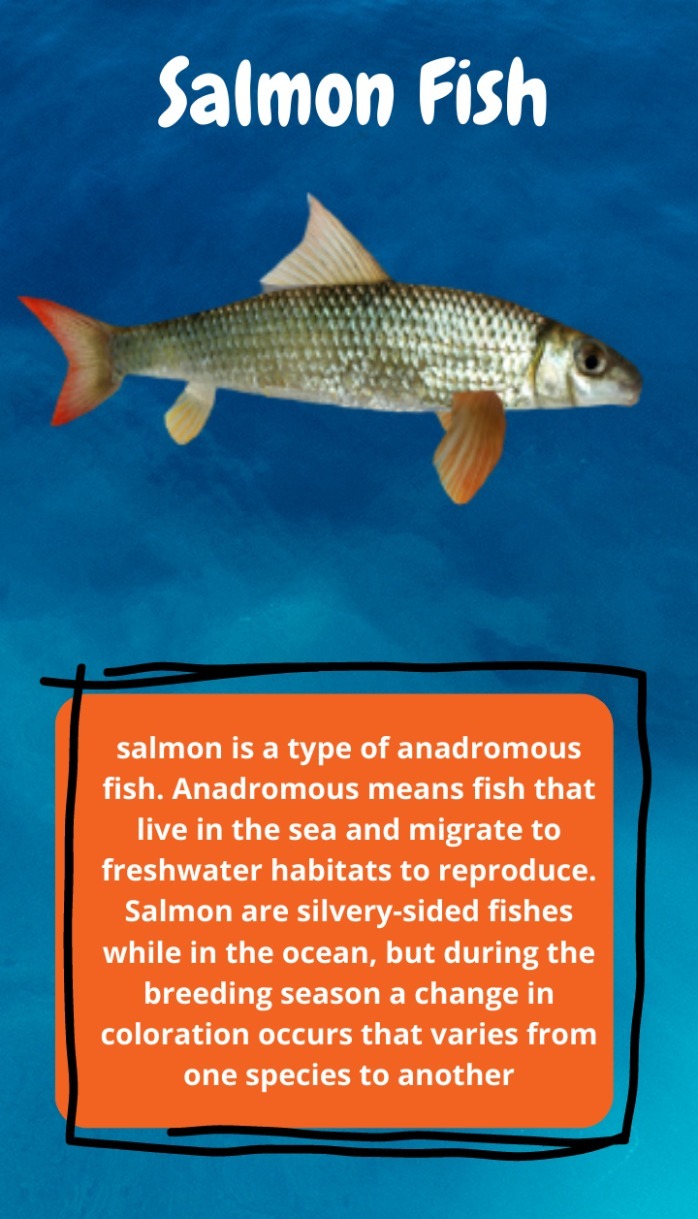 Salmon Fish
salmon is a type of anadromous
fish. Anadromous means fish that
live in the sea and migrate to
freshwater habitats to reproduce.
Salmon are silvery-sided fishes
while in the ocean, but during the
breeding season a change in
coloration occurs that varies from
one species to another